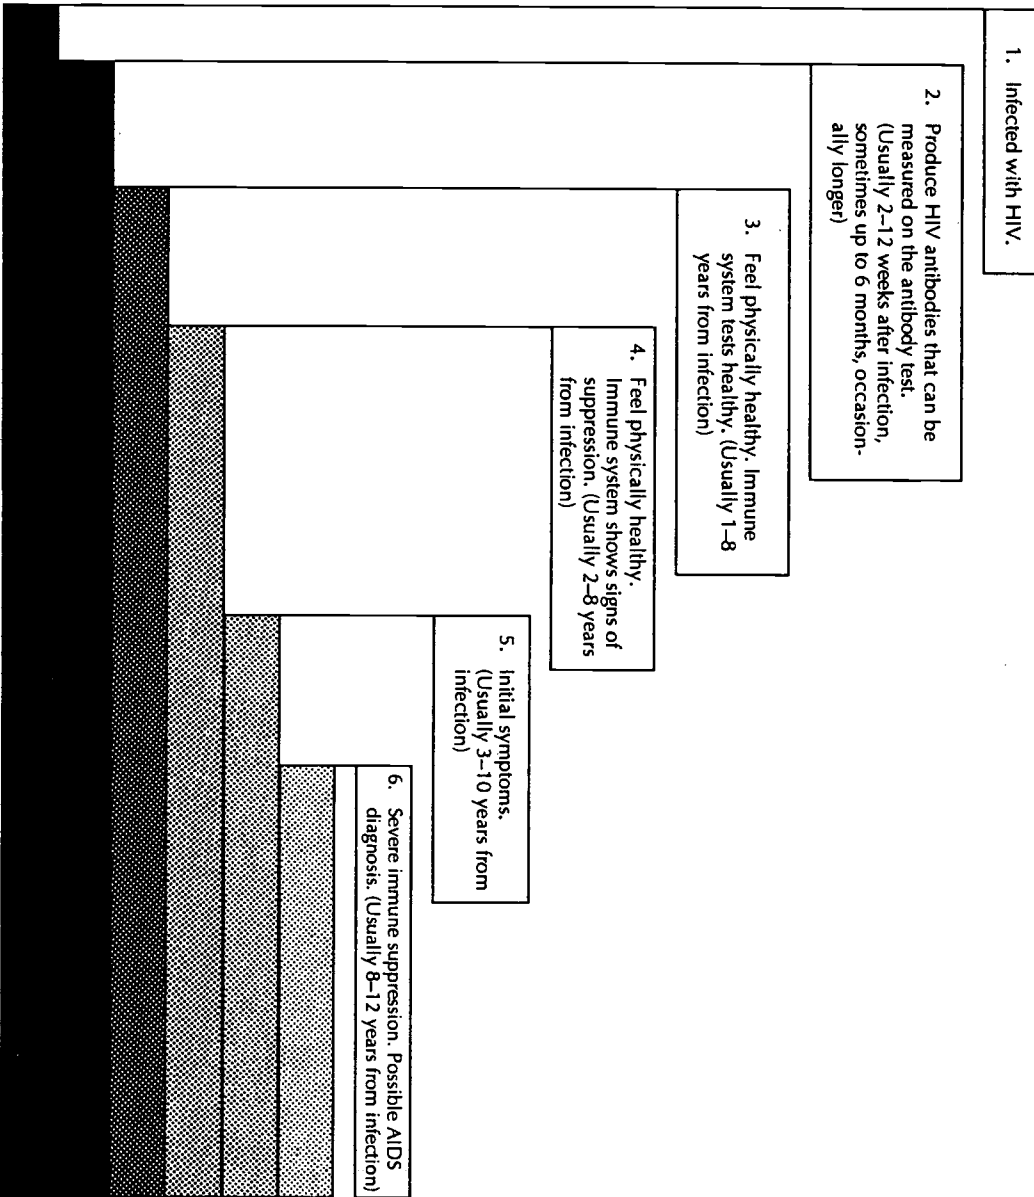 1. Infected with HIV.
2. Produce HIV antibodies that can be
measured on the antibody test.
(Usually 2–12 weeks after infection,
sometimes up to 6 months, occasion-
ally longer)
3. Feel physically healthy. Immune
system tests healthy. (Usually 1–8
years from infection)
4. Feel physically healthy.
Immune system shows signs of
suppression. (Usually 2–8 years
from infection)
5. Initial symptoms.
(Usually 3–10 years from
infection)
6. Severe immune suppression. Possible AIDS
diagnosis. (Usually 8–12 years from infection)